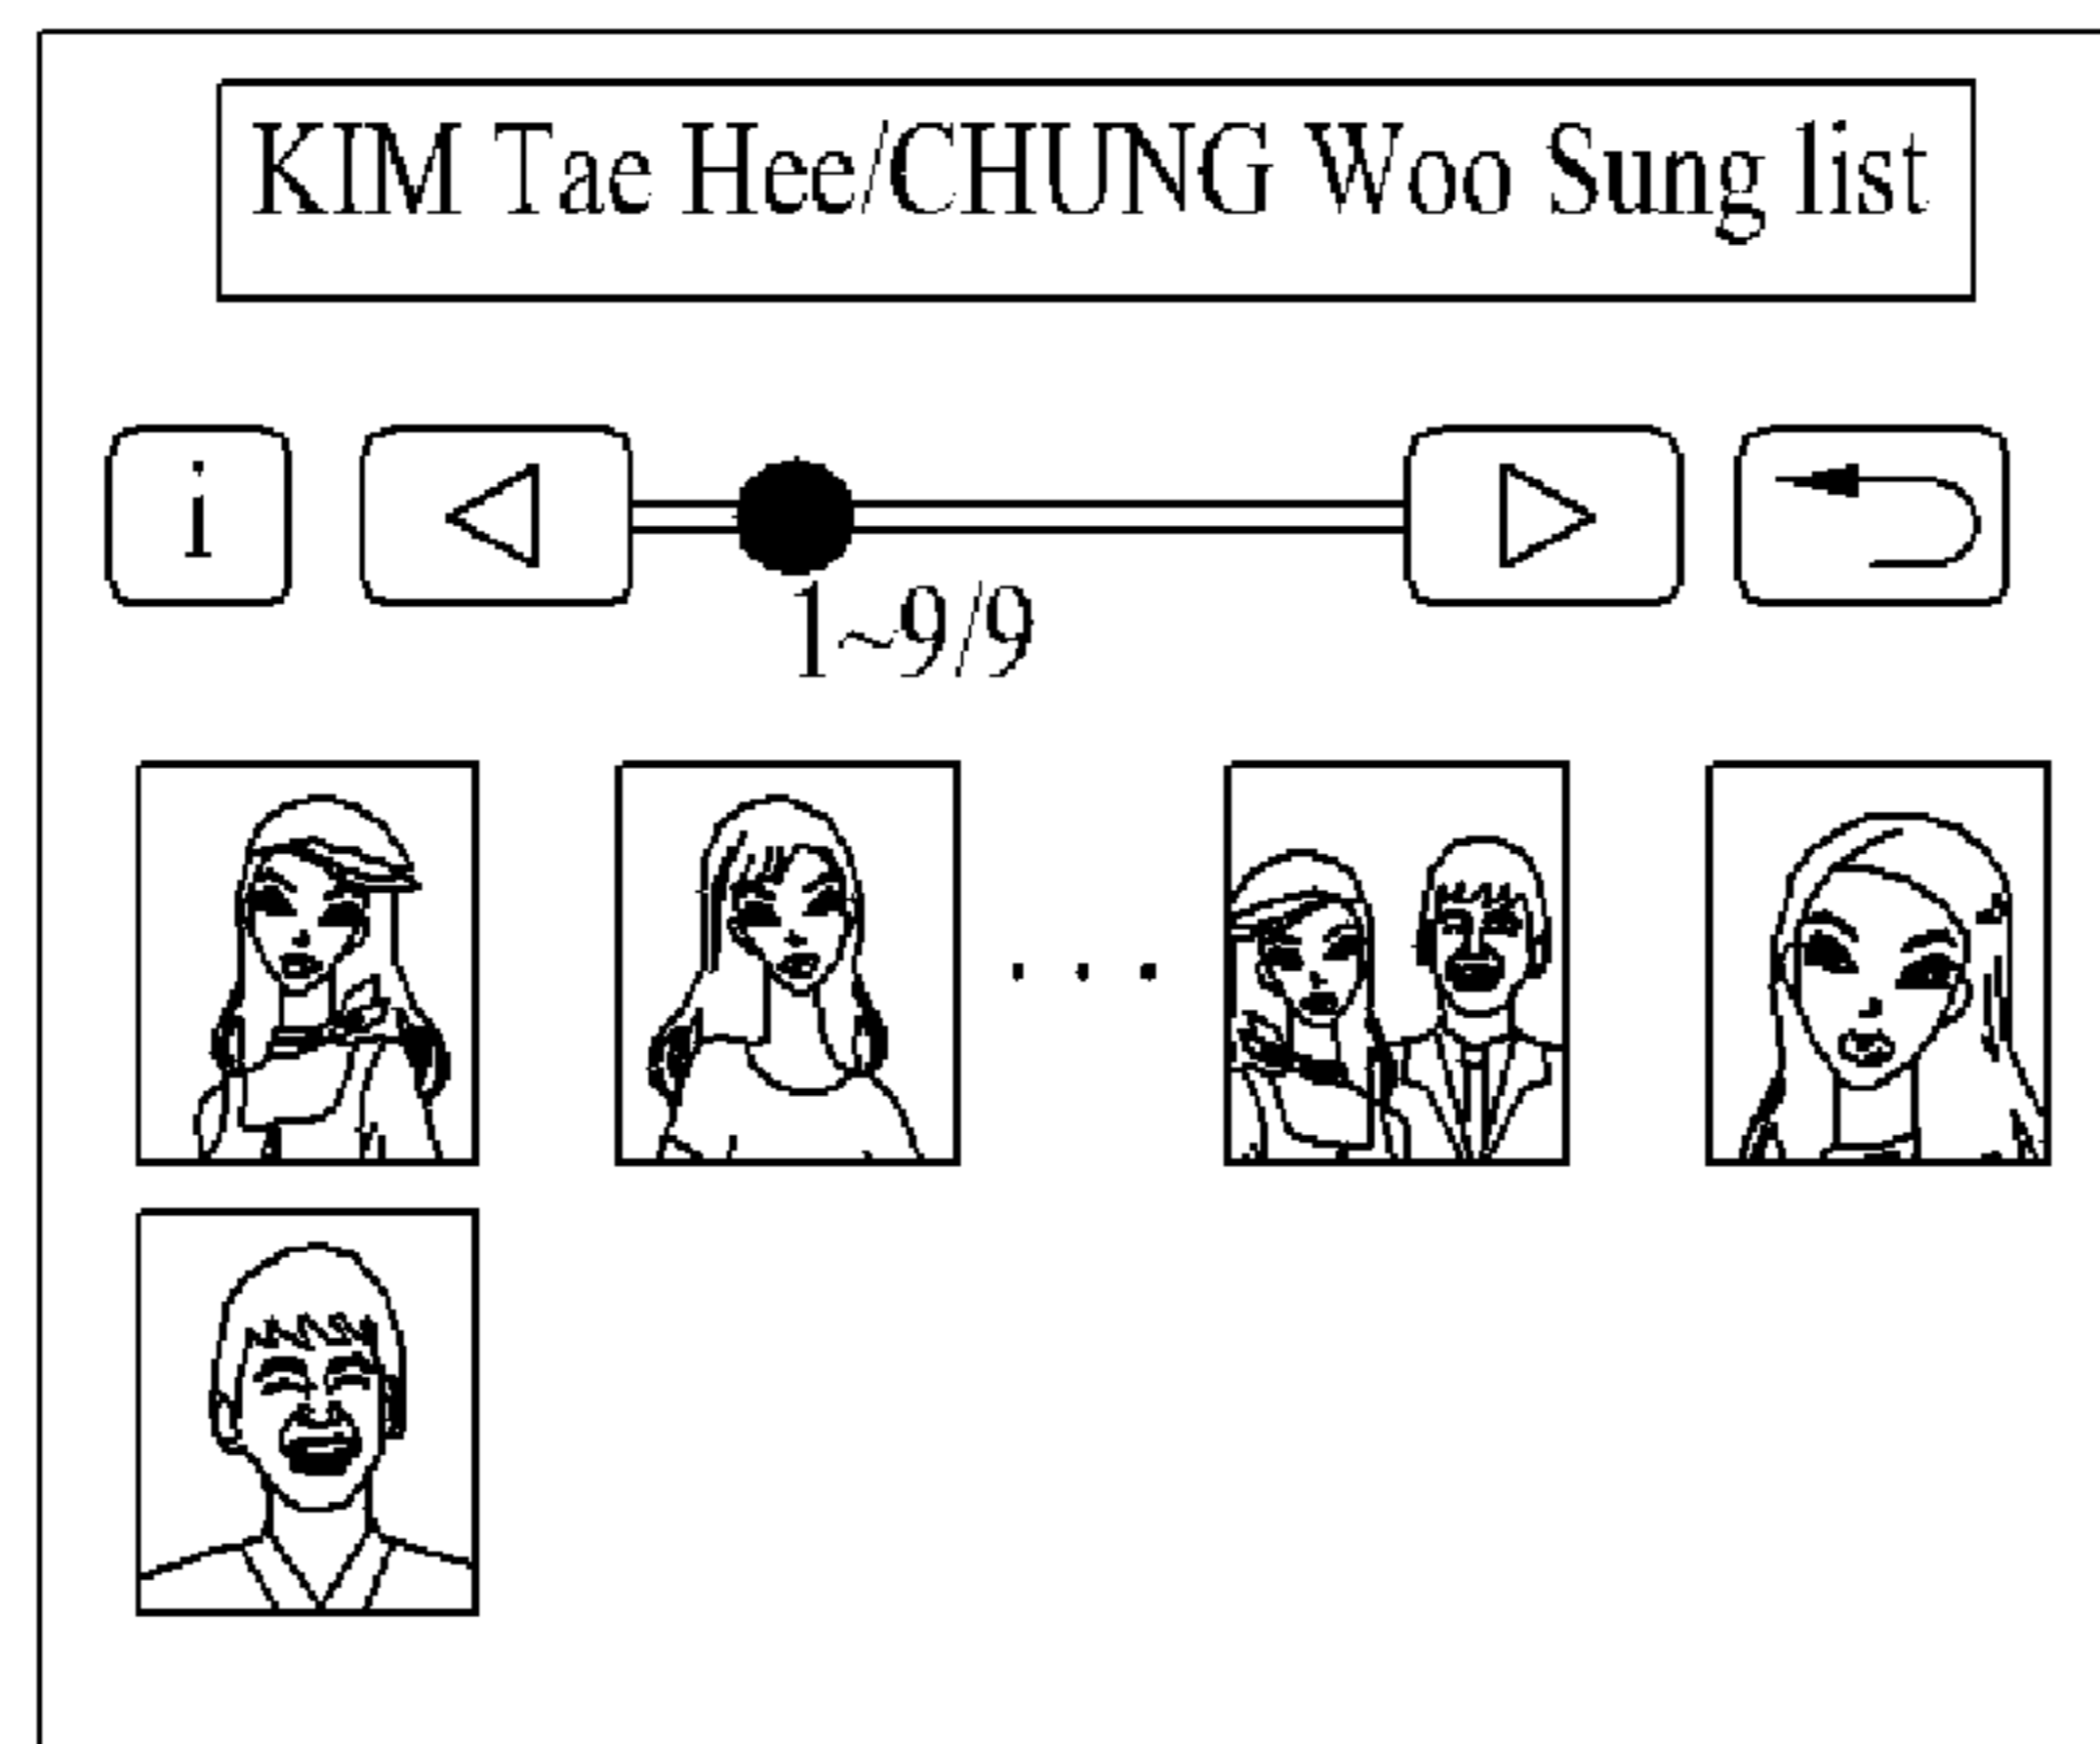 KIM Tae Hee/CHUNG Woo Sung list
i
1~9/9
. . .